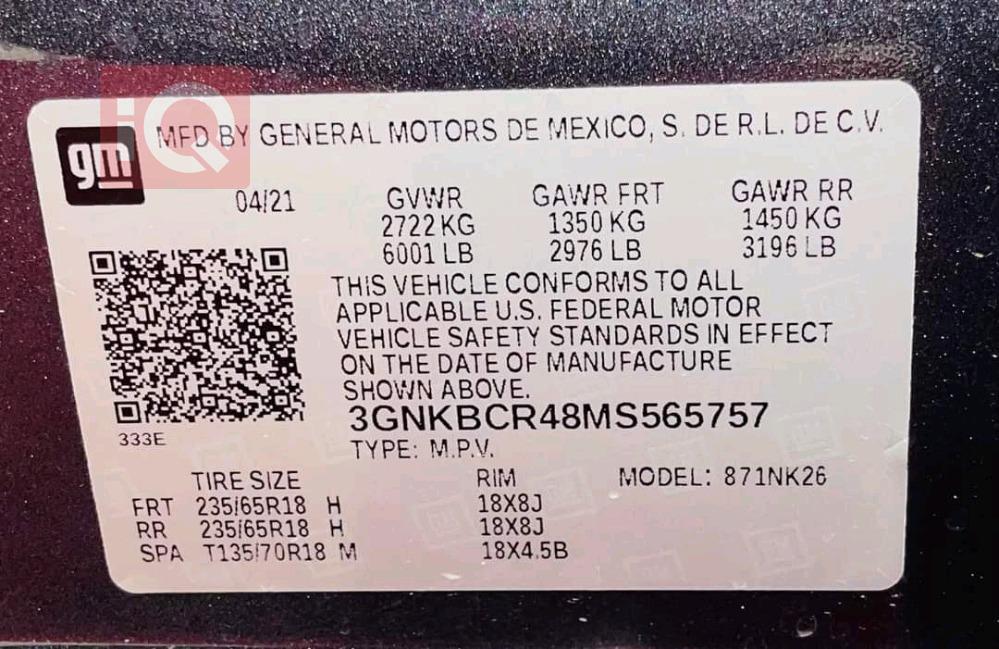 iQ
gm MFD BY GENERAL MOTORS DE MEXICO, S. DE R.L. DE C.V.
04/21 GVWR GAWR FRT GAWR RR
2722 KG 1350 KG 1450 KG
6001 LB 2976 LB 3196 LB
THIS VEHICLE CONFORMS TO ALL
APPLICABLE U.S. FEDERAL MOTOR
VEHICLE SAFETY STANDARDS IN EFFECT
ON THE DATE OF MANUFACTURE
SHOWN ABOVE.
3GNKBCR48MS565757
333E
TYPE: M.P.V.
TIRE SIZE RIM MODEL: 871NK26
FRT 235/65R18 H 18X8J
RR 235/65R18 H 18X8J
SPA T135/70R18 M 18X4.5B